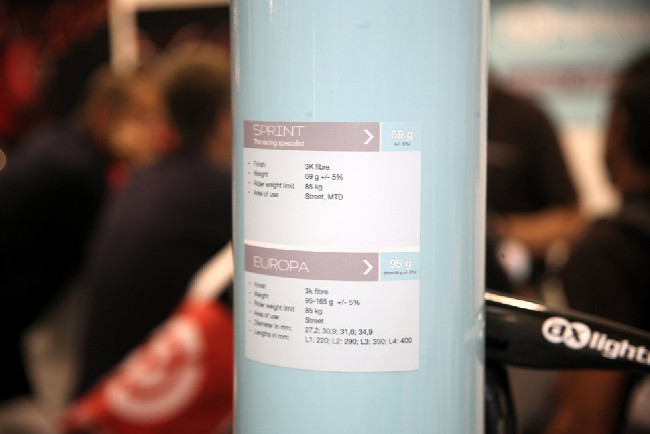 SPRINT
The racing specialist
69 g
- Finish 3K fibre
- Weight 69 g +/- 5%
- Rider weight limit 85 kg
- Area of use Street, MTB
EUROPA
95 g
- Finish 3k fibre
- Weight 95-165 g +/- 5%
- Rider weight limit 85 kg
- Area of use Street
- Diameter in mm: 27,2; 30,9; 31,6; 34,9
- Lengths in mm: L1: 220; L2: 290; L3: 350; L4: 400
ax lightn